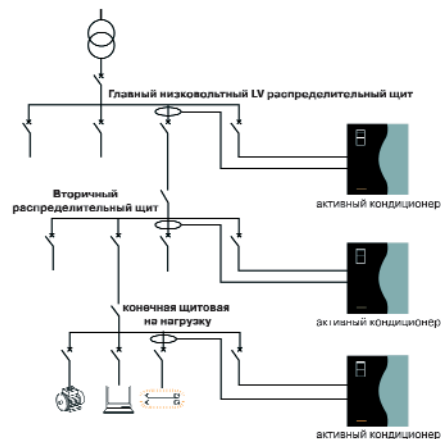 Главный низковольтный LV распределительный щит
активный кондиционер
Вторичный
распределительный щит
активный кондиционер
конечная щитовая
на нагрузку
активный кондиционер